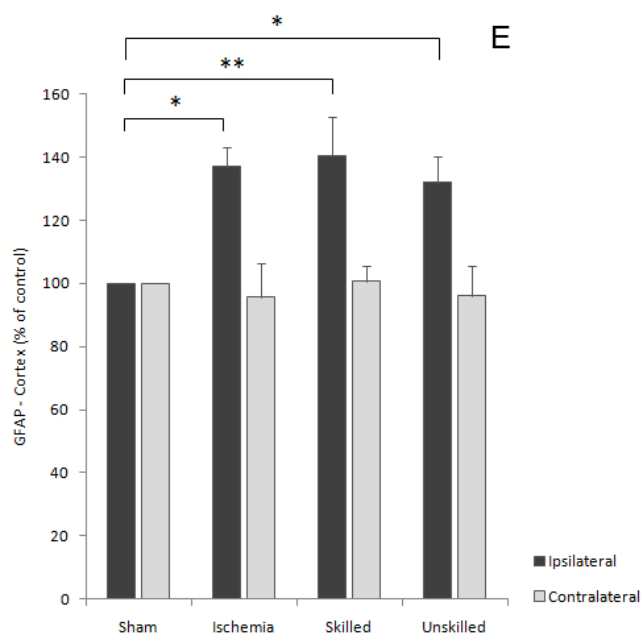 *
E
**
*
160
140
120
100
80
60
40
20
0
GFAP - Cortex (% of control)
Sham Ischemia Skilled Unskilled
Ipsilateral
Contralateral